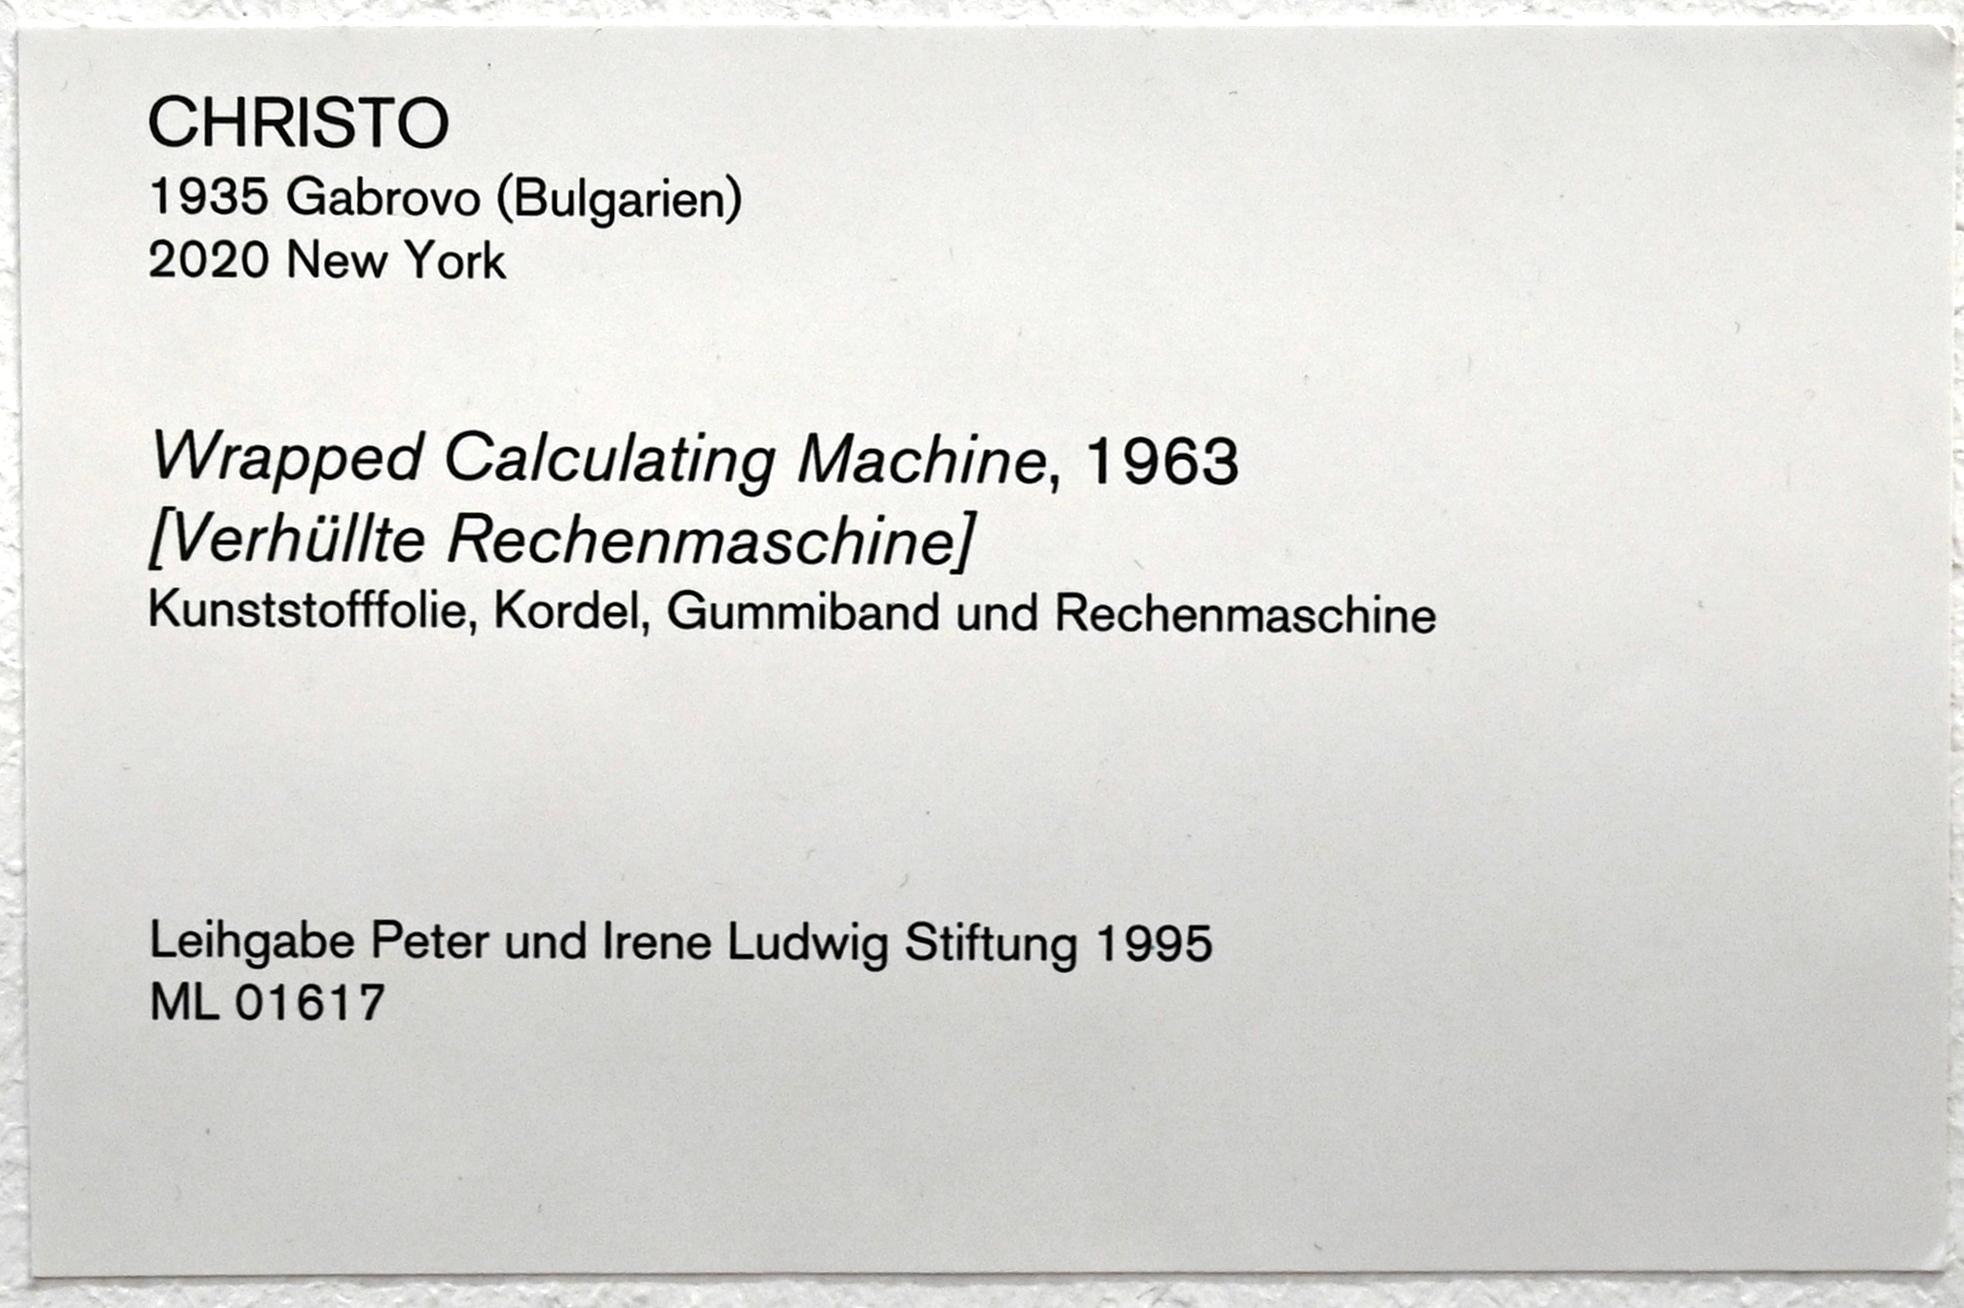 CHRISTO
1935 Gabrovo (Bulgarien)
2020 New York
Wrapped Calculating Machine, 1963
[Verhüllte Rechenmaschine]
Kunststofffolie, Kordel, Gummiband und Rechenmaschine
Leihgabe Peter und Irene Ludwig Stiftung 1995
ML 01617